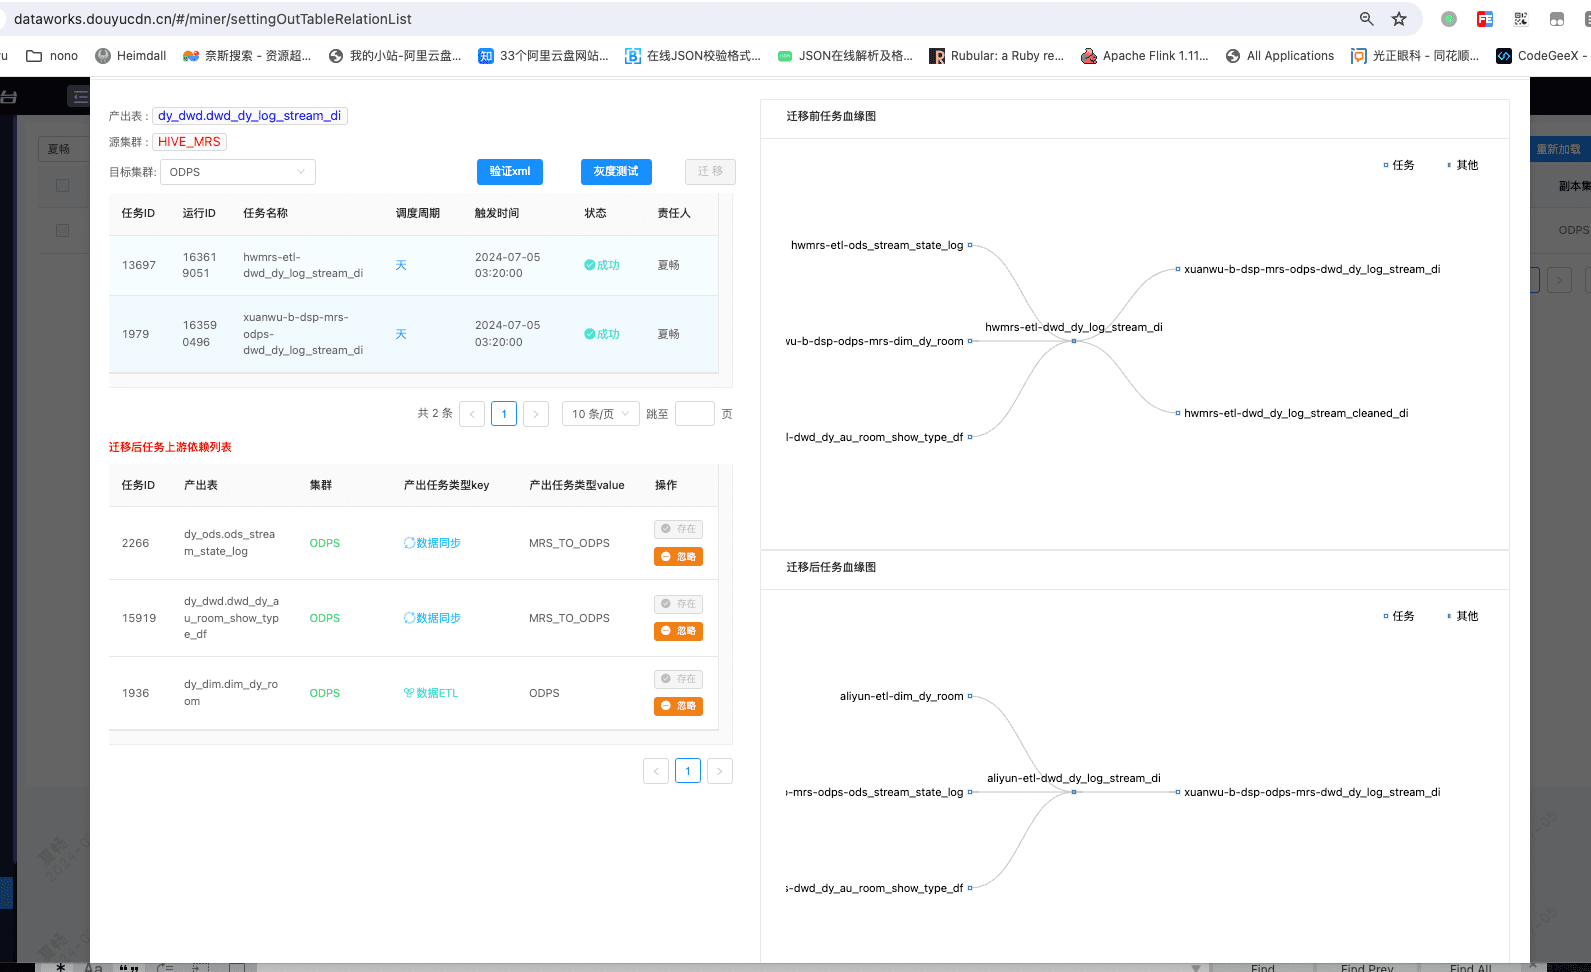 dataworks.douyucdn.cn/#/miner/settingOutTableRelationList
nono
Heimdall
奈斯搜索 - 资源超...
我的小站-阿里云盘...
33个阿里云盘网站...
在线JSON校验格式...
JSON在线解析及格...
Rubular: a Ruby re...
Apache Flink 1.11...
All Applications
光正眼科 - 同花顺...
CodeGeeX -
台
夏畅
重新加载
副本集
ODPS
产出表 : dy_dwd.dwd_dy_log_stream_di
源集群 : HIVE_MRS
目标集群: ODPS
验证xml
灰度测试
迁 移
任务ID 运行ID 任务名称 调度周期 触发时间 状态 责任人
13697 163619051 hwmrs-etl-dwd_dy_log_stream_di 天 2024-07-05 03:20:00 成功 夏畅
1979 163590496 xuanwu-b-dsp-mrs-odps-dwd_dy_log_stream_di 天 2024-07-05 03:20:00 成功 夏畅
共 2 条 < 1 > 10 条/页 跳至 页
迁移后任务上游依赖列表
任务ID 产出表 集群 产出任务类型key 产出任务类型value 操作
2266 dy_ods.ods_stream_state_log ODPS 数据同步 MRS_TO_ODPS 存在 忽略
15919 dy_dwd.dwd_dy_au_room_show_type_df ODPS 数据同步 MRS_TO_ODPS 存在 忽略
1936 dy_dim.dim_dy_room ODPS 数据ETL ODPS 存在 忽略
< 1 >
迁移前任务血缘图
任务 其他
hwmrs-etl-ods_stream_state_log
xuanwu-b-dsp-mrs-odps-dwd_dy_log_stream_di
hwmrs-etl-dwd_dy_log_stream_di
wu-b-dsp-odps-mrs-dim_dy_room
hwmrs-etl-dwd_dy_log_stream_cleaned_di
l-dwd_dy_au_room_show_type_df
迁移后任务血缘图
任务 其他
aliyun-etl-dim_dy_room
aliyun-etl-dwd_dy_log_stream_di
-mrs-odps-ods_stream_state_log
xuanwu-b-dsp-odps-mrs-dwd_dy_log_stream_di
-dwd_dy_au_room_show_type_df
夏畅
夏畅
Aa
Find
Find Prev
Find All